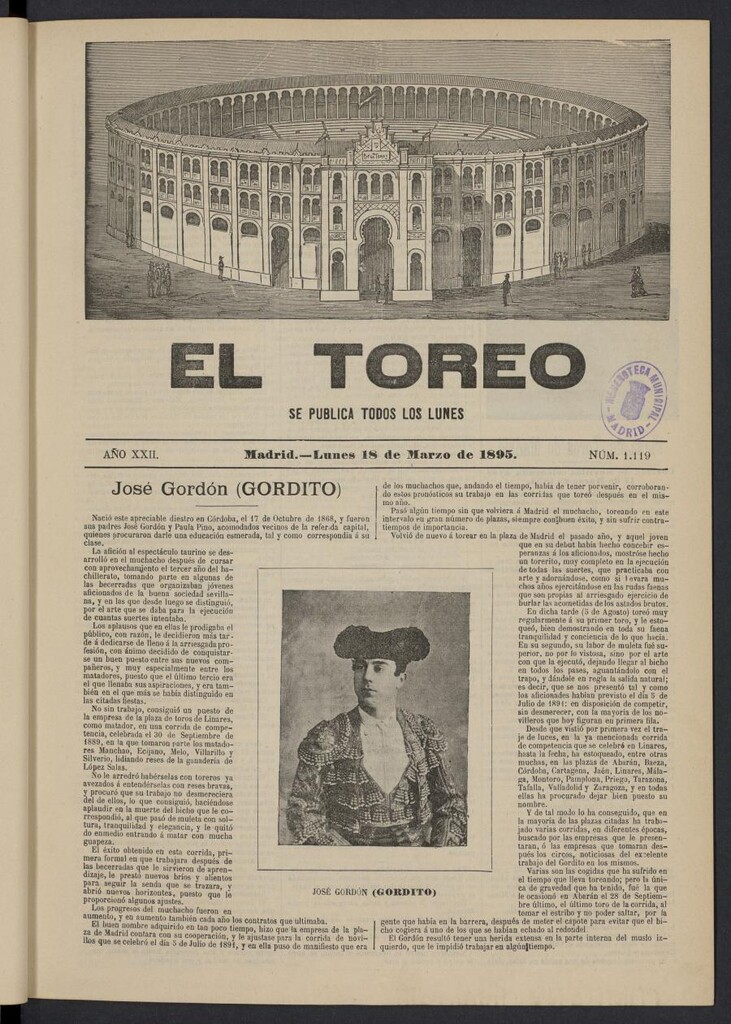 EL TOREO
SE PUBLICA TODOS LOS LUNES
HEMEROTECA MUNICIPAL
MADRID
AÑO XXII. Madrid.—Lunes 18 de Marzo de 1895. NÚM. 1.119
José Gordón (GORDITO)
Nació este apreciable diestro en Córdoba, el 17 de Octubre de 1868, y fueron
sus padres José Gordón y Paula Pino, acomodados vecinos de la referida capital,
quienes procuraron darle una educación esmerada, tal y como correspondía á su
clase.
La afición al espectáculo taurino se des-
arrolló en el muchacho después de cursar
con aprovechamiento el tercer año del ba-
chillerato, tomando parte en algunas de
las becerradas que organizaban jóvenes
aficionados de la buena sociedad sevilla-
na, y en las que desde luego se distinguió,
por el arte que se daba para la ejecución
de cuantas suertes intentaba.
Los aplausos que en ellas le prodigaba el
público, con razón, le decidieron más tar-
de á dedicarse de lleno á la arriesgada pro-
fesión, con ánimo decidido de conquistar-
se un buen puesto entre sus nuevos com-
pañeros, y muy especialmente entre los
matadores, puesto que el último tercio era
el que llenaba sus aspiraciones, y era tam-
bién en el que más se había distinguido en
las citadas fiestas.
No sin trabajo, consiguió un puesto de
la empresa de la plaza de toros de Linares,
como matador, en una corrida de compe-
tencia, celebrada el 30 de Septiembre de
1889, en la que tomaron parte los matado-
res Manchao, Ecijano, Melo, Villarillo y
Silverio, lidiando reses de la ganadería de
López Salas.
No le arredró habérselas con toreros ya
avezados á entendérselas con reses bravas,
y procuró que su trabajo no desmereciera
del de ellos, lo que consiguió, haciéndose
aplaudir en la muerte del bicho que le co-
rrespondió, al que pasó de muleta con sol-
tura, tranquilidad y elegancia, y le quitó
de enmedio entrando á matar con mucha
guapeza.
El éxito obtenido en esta corrida, pri-
mera formal en que trabajara después de
las becerradas que le sirvieron de apren-
dizaje, le prestó nuevos bríos y alientos
para seguir la senda que se trazara, y
abrió nuevos horizontes, puesto que le
proporcionó algunos ajustes.
Los progresos del muchacho fueron en
aumento, y en aumento también cada año los contratos que ultimaba.
El buen nombre adquirido en tan poco tiempo, hizo que la empresa de la pla-
za de Madrid contara con su cooperación, y le ajustase para la corrida de novi-
llos que se celebró el día 5 de Julio de 1891, y en ella puso de manifiesto que era
de los muchachos que, andando el tiempo, había de tener porvenir, corroboran-
do estos pronósticos su trabajo en las corridas que toreó después en el mis-
mo año.
Pasó algún tiempo sin que volviera á Madrid el muchacho, toreando en este
intervalo en gran número de plazas, siempre con buen éxito, y sin sufrir contra-
tiempos de importancia.
Volvió de nuevo á torear en la plaza de Madrid el pasado año, y aquel joven
que en su debut había hecho concebir es-
peranzas á los aficionados, mostróse hecho
un torerito, muy completo en la ejecución
de todas las suertes, que practicaba con
arte y adornándose, como si llevara mu-
chos años ejercitándose en las rudas faenas
que son propias al arriesgado ejercicio de
burlar las acometidas de los astados brutos.
En dicha tarde (5 de Agosto) toreó muy
regularmente á su primer toro, y le esto-
queó, bien demostrando en toda su faena
tranquilidad y conciencia de lo que hacía.
En su segundo, su labor de muleta fué su-
perior, no por lo vistosa, sino por el arte
con que la ejecutó, dejando llegar al bicho
en todos los pases, aguantándolo con el
trapo, y dándole en regla la salida natural;
es decir, que se nos presentó tal y como
los aficionados habían previsto el día 5 de
Julio de 1891: en disposición de competir,
sin desmerecer, con la mayoría de los no-
villeros que hoy figuran en primera fila.
Desde que vistió por primera vez el tra-
je de luces, en la ya mencionada corrida
de competencia que se celebró en Linares,
hasta la fecha, ha estoqueado, entre otras
muchas, en las plazas de Abarán, Baeza,
Córdoba, Cartagena, Jaén, Linares, Mála-
ga, Montoro, Pamplona, Priego, Tarazona,
Tafalla, Valladolid y Zaragoza, y en todas
ellas ha procurado dejar bien puesto su
nombre.
Y de tal modo lo ha conseguido, que en
la mayoría de las plazas citadas ha traba-
jado varias corridas, en diferentes épocas,
buscado por las empresas que le presen-
taran, ó las empresas que tomaran des-
pués los circos, noticiosas del excelente
trabajo del Gordito en los mismos.
Varias son las cogidas que ha sufrido en
el tiempo que lleva toreando; pero la úni-
ca de gravedad que ha tenido, fué la que
le ocasionó en Abarán el 28 de Septiem-
bre último, el último toro de la corrida, al
tomar el estribo y no poder saltar, por la
gente que había en la barrera, después de meter el capote para evitar que el bi-
cho cogiera á uno de los que se habían echado al redondel.
El Gordón resultó tener una herida extensa en la parte interna del muslo iz-
quierdo, que le impidió trabajar en algún tiempo.
JOSÉ GORDÓN (GORDITO)